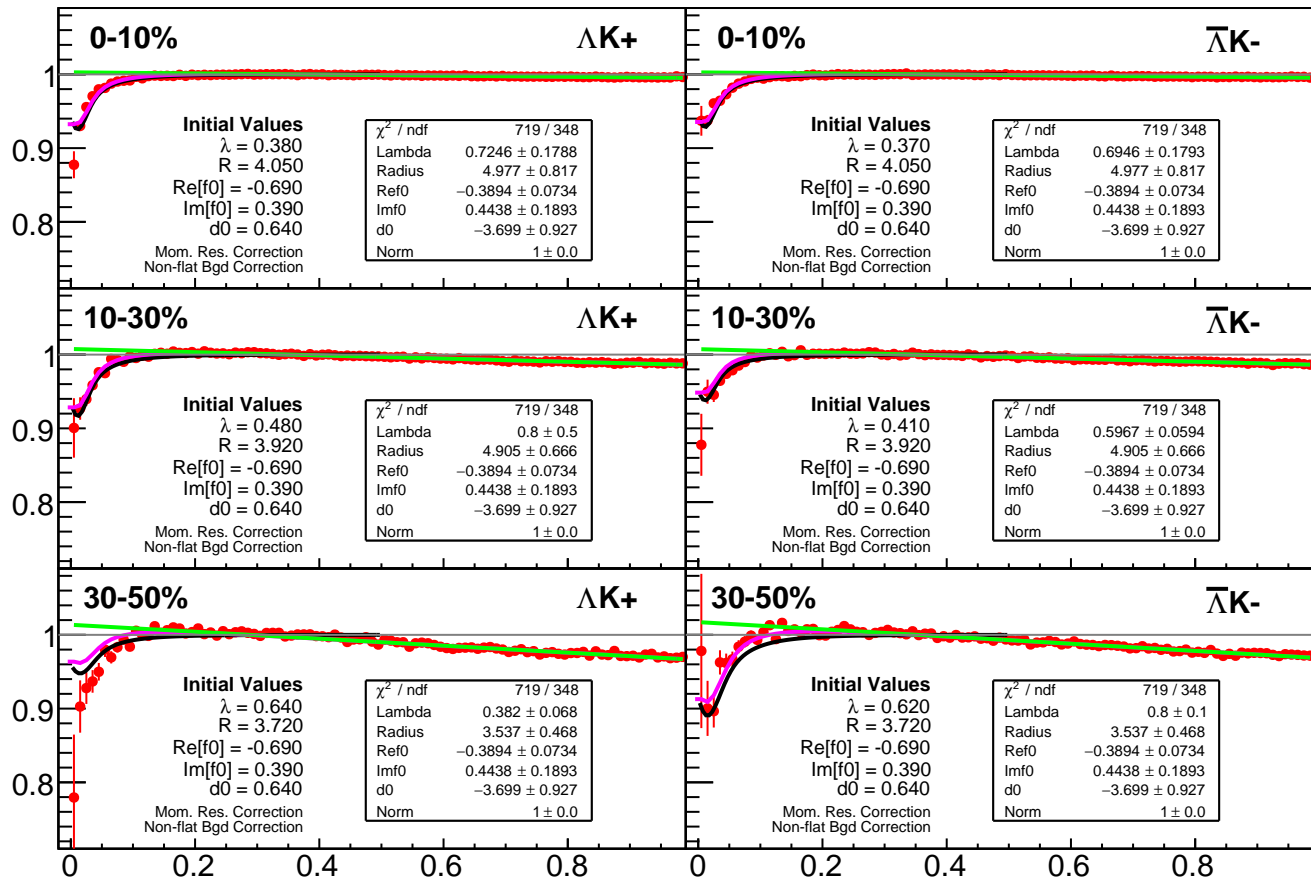 0-10%
ΛK+
1
0.9
0.8
Initial Values
λ = 0.380
R = 4.050
Re[f0] = -0.690
Im[f0] = 0.390
d0 = 0.640
Mom. Res. Correction
Non-flat Bgd Correction
χ² / ndf 719 / 348
Lambda 0.7246 ± 0.1788
Radius 4.977 ± 0.817
Ref0 −0.3894 ± 0.0734
Imf0 0.4438 ± 0.1893
d0 −3.699 ± 0.927
Norm 1 ± 0.0
0-10%
Λ̅K-
Initial Values
λ = 0.370
R = 4.050
Re[f0] = -0.690
Im[f0] = 0.390
d0 = 0.640
Mom. Res. Correction
Non-flat Bgd Correction
χ² / ndf 719 / 348
Lambda 0.6946 ± 0.1793
Radius 4.977 ± 0.817
Ref0 −0.3894 ± 0.0734
Imf0 0.4438 ± 0.1893
d0 −3.699 ± 0.927
Norm 1 ± 0.0
10-30%
ΛK+
1
0.9
0.8
Initial Values
λ = 0.480
R = 3.920
Re[f0] = -0.690
Im[f0] = 0.390
d0 = 0.640
Mom. Res. Correction
Non-flat Bgd Correction
χ² / ndf 719 / 348
Lambda 0.8 ± 0.5
Radius 4.905 ± 0.666
Ref0 −0.3894 ± 0.0734
Imf0 0.4438 ± 0.1893
d0 −3.699 ± 0.927
Norm 1 ± 0.0
10-30%
Λ̅K-
Initial Values
λ = 0.410
R = 3.920
Re[f0] = -0.690
Im[f0] = 0.390
d0 = 0.640
Mom. Res. Correction
Non-flat Bgd Correction
χ² / ndf 719 / 348
Lambda 0.5967 ± 0.0594
Radius 4.905 ± 0.666
Ref0 −0.3894 ± 0.0734
Imf0 0.4438 ± 0.1893
d0 −3.699 ± 0.927
Norm 1 ± 0.0
30-50%
ΛK+
1
0.9
0.8
Initial Values
λ = 0.640
R = 3.720
Re[f0] = -0.690
Im[f0] = 0.390
d0 = 0.640
Mom. Res. Correction
Non-flat Bgd Correction
χ² / ndf 719 / 348
Lambda 0.382 ± 0.068
Radius 3.537 ± 0.468
Ref0 −0.3894 ± 0.0734
Imf0 0.4438 ± 0.1893
d0 −3.699 ± 0.927
Norm 1 ± 0.0
30-50%
Λ̅K-
Initial Values
λ = 0.620
R = 3.720
Re[f0] = -0.690
Im[f0] = 0.390
d0 = 0.640
Mom. Res. Correction
Non-flat Bgd Correction
χ² / ndf 719 / 348
Lambda 0.8 ± 0.1
Radius 3.537 ± 0.468
Ref0 −0.3894 ± 0.0734
Imf0 0.4438 ± 0.1893
d0 −3.699 ± 0.927
Norm 1 ± 0.0
0 0.2 0.4 0.6 0.8 0 0.2 0.4 0.6 0.8